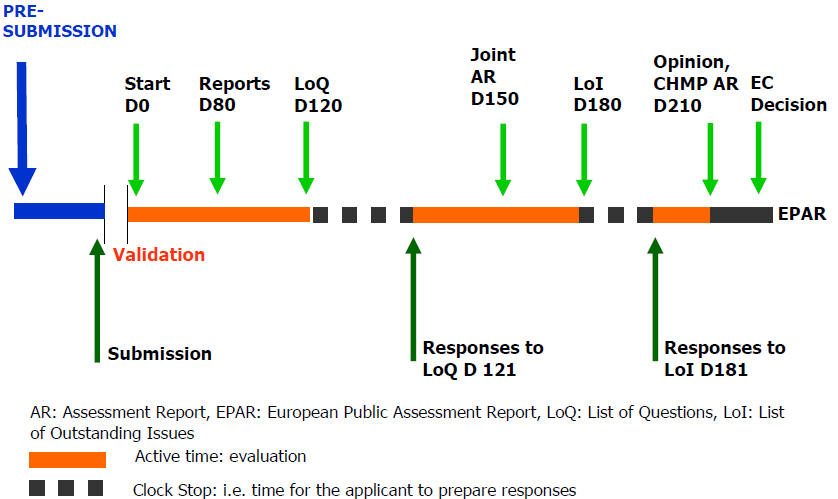 PRE-
SUBMISSION
Start
D0
Reports
D80
LoQ
D120
Joint
AR
D150
LoI
D180
Opinion,
CHMP AR
D210
EC
Decision
EPAR
Validation
Submission
Responses to
LoQ D 121
Responses to
LoI D181
AR: Assessment Report, EPAR: European Public Assessment Report, LoQ: List of Questions, LoI: List
of Outstanding Issues
Active time: evaluation
Clock Stop: i.e. time for the applicant to prepare responses